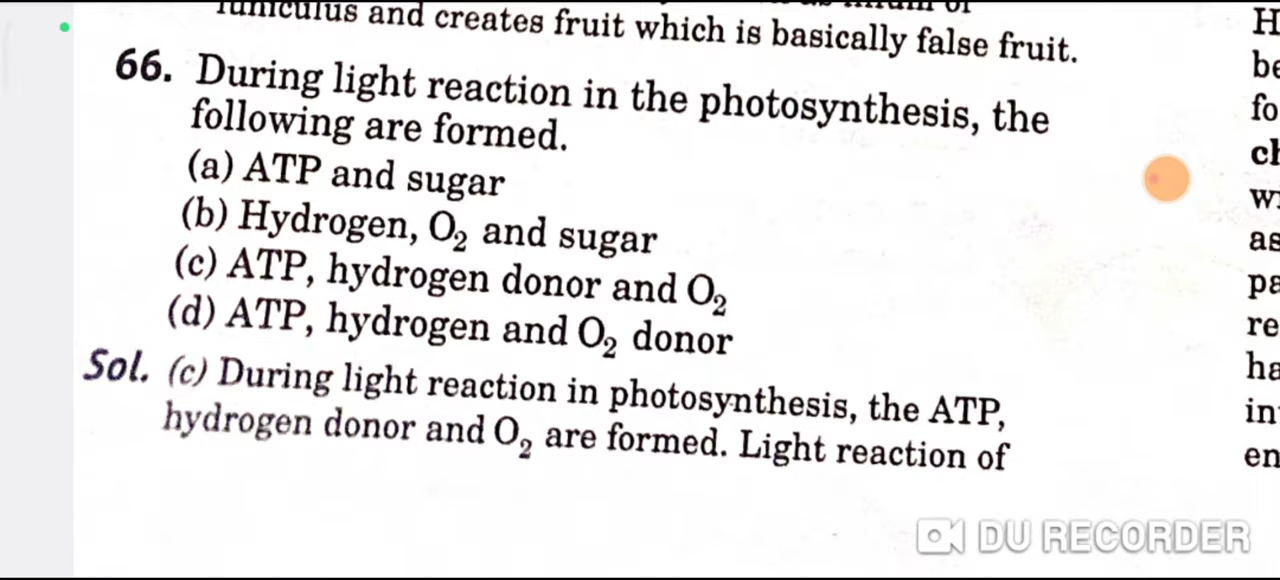 and creates fruit which is basically false fruit.
66. During light reaction in the photosynthesis, the
following are formed.
(a) ATP and sugar
(b) Hydrogen, O₂ and sugar
(c) ATP, hydrogen donor and O₂
(d) ATP, hydrogen and O₂ donor
Sol. (c) During light reaction in photosynthesis, the ATP,
hydrogen donor and O₂ are formed. Light reaction of
DU RECORDER